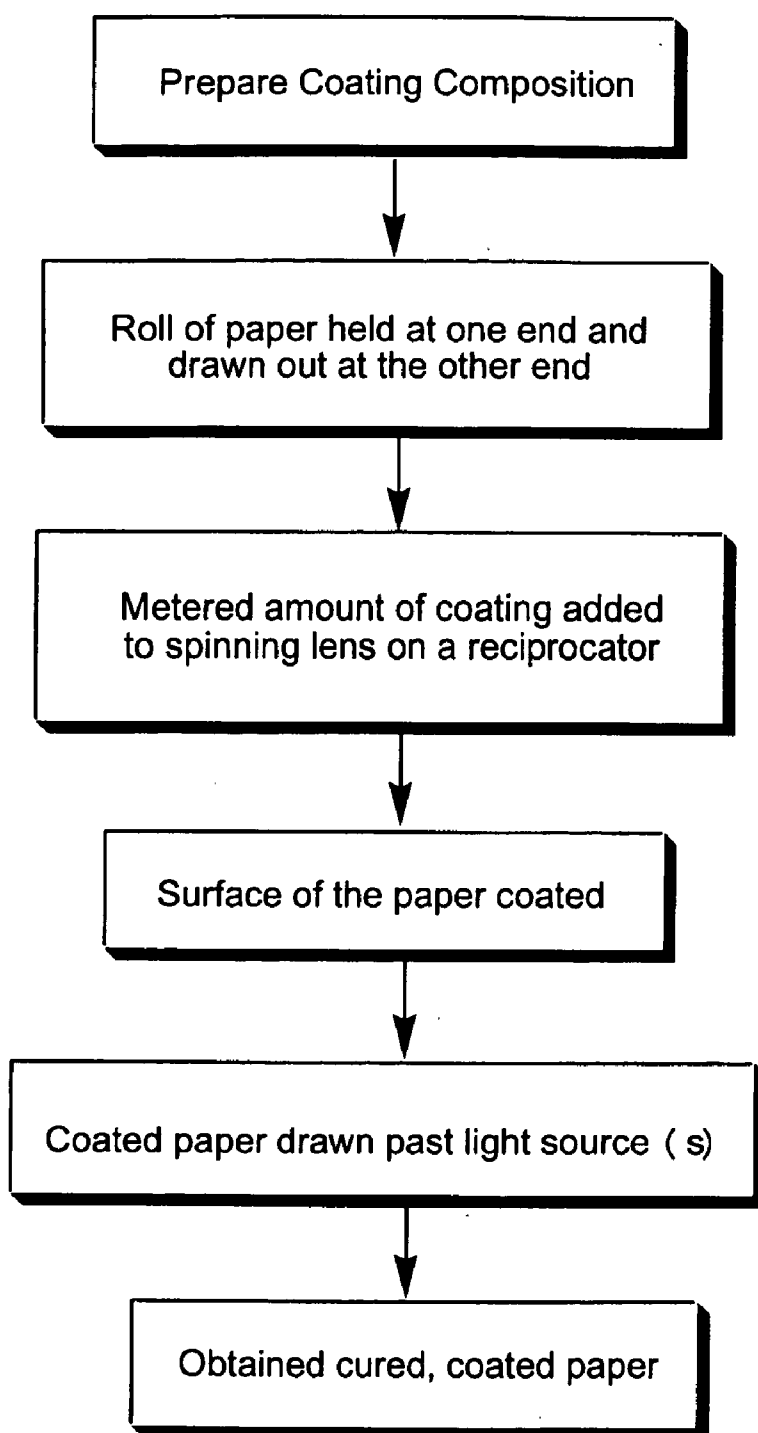 Prepare Coating Composition
Roll of paper held at one end and
drawn out at the other end
Metered amount of coating added
to spinning lens on a reciprocator
Surface of the paper coated
Coated paper drawn past light source ( s)
Obtained cured, coated paper